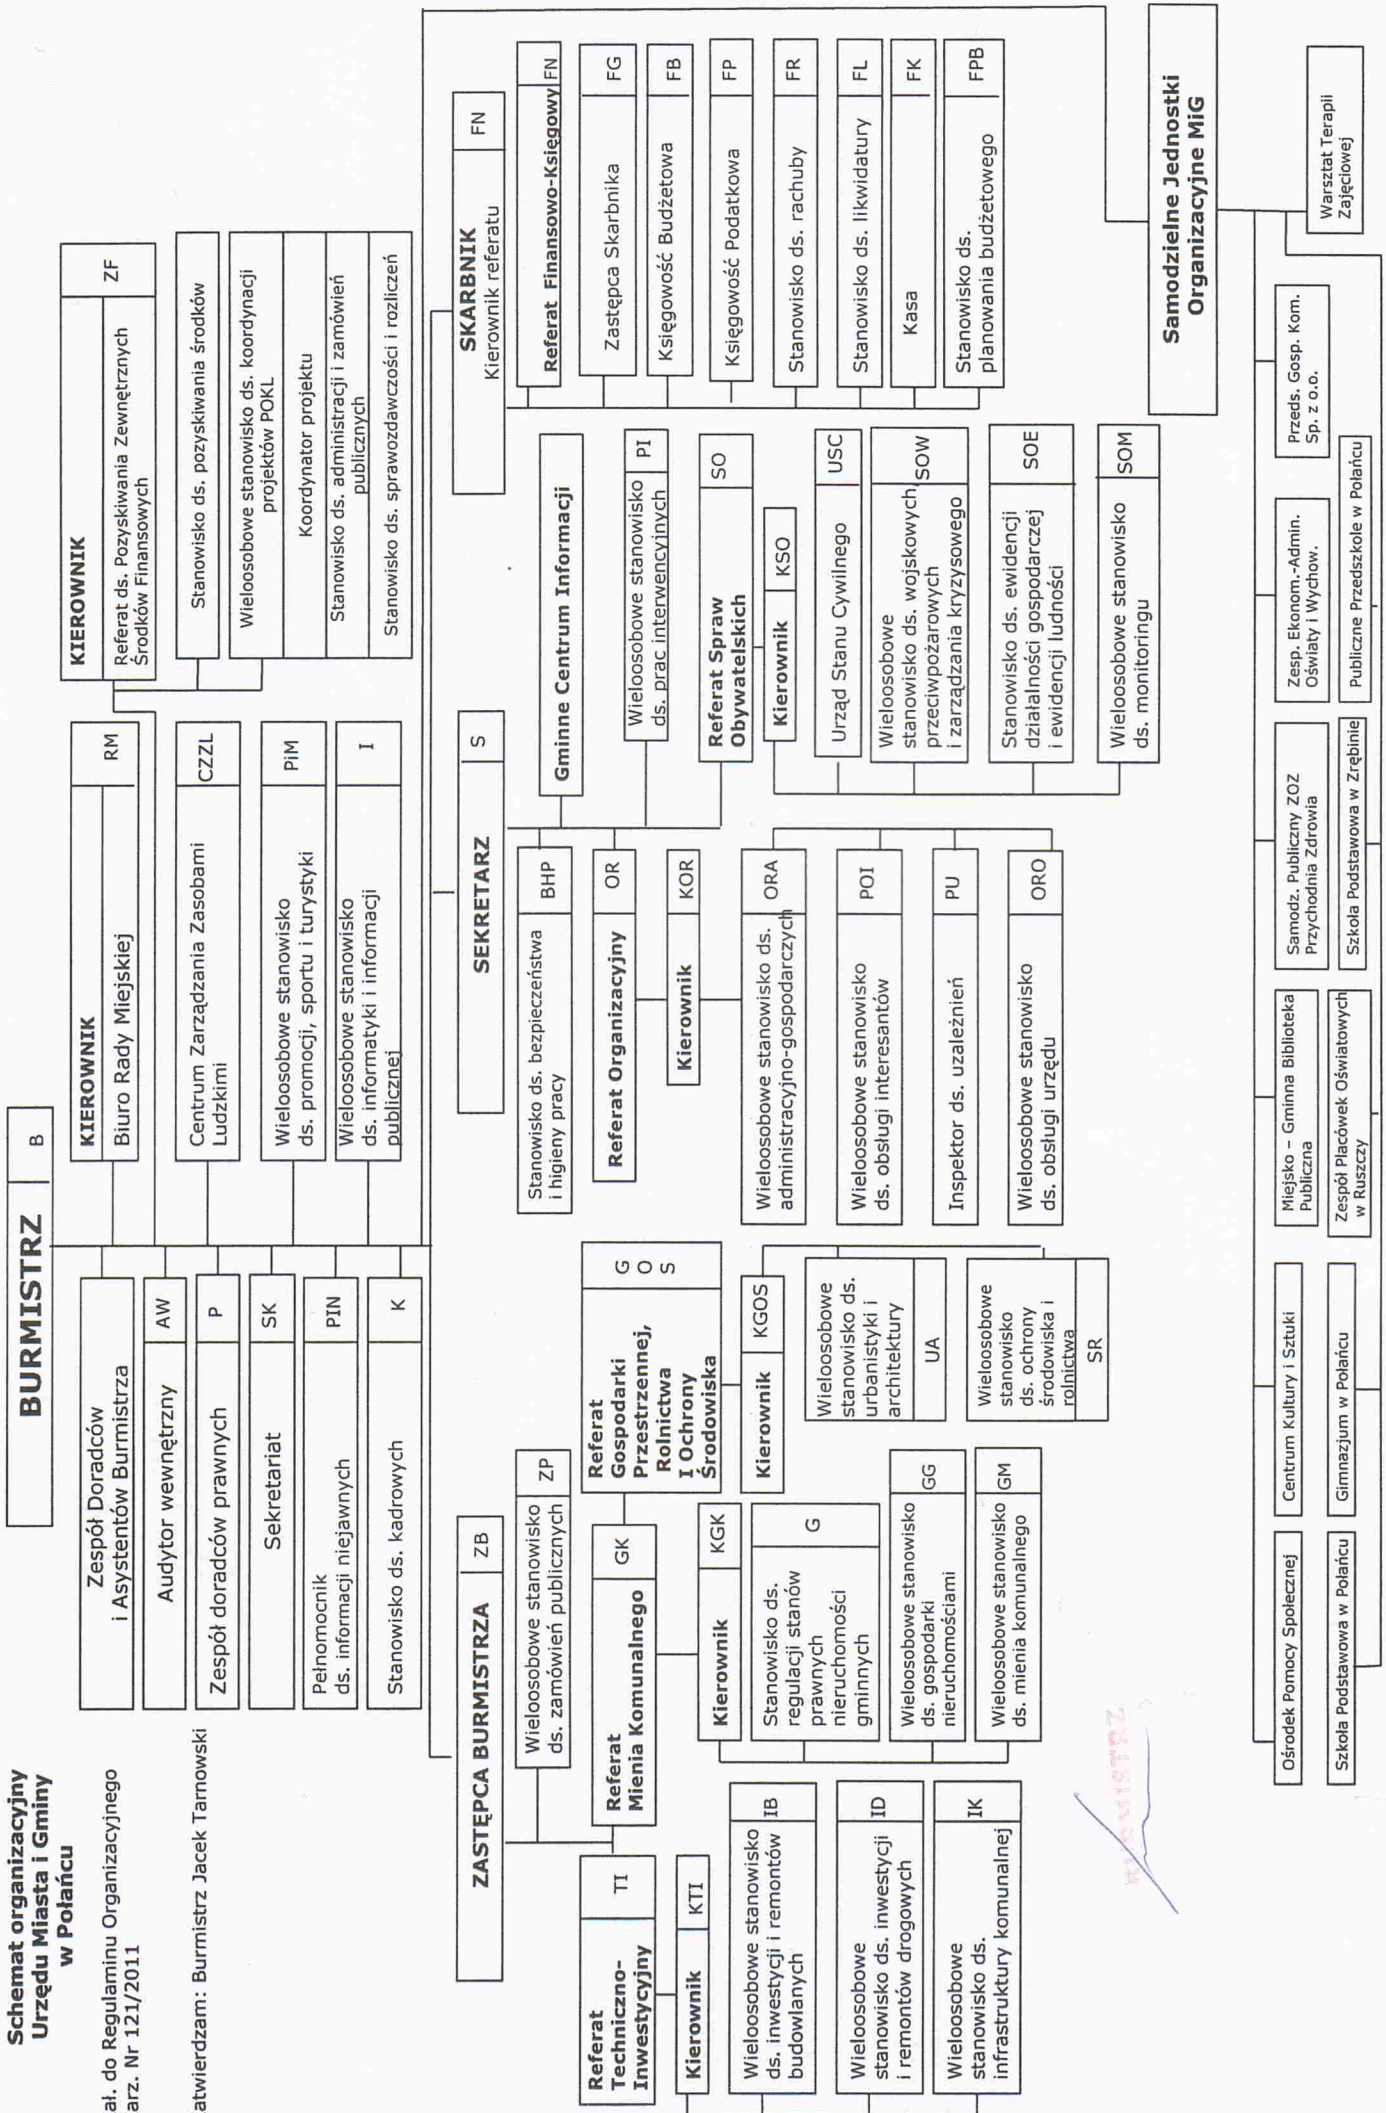 Schemat organizacyjny
Urzędu Miasta i Gminy
w Połańcu
ał. do Regulaminu Organizacyjnego
arz. Nr 121/2011
atwierdzam: Burmistrz Jacek Tarnowski
BURMISTRZ B
Zespół Doradców
i Asystentów Burmistrza
Audytor wewnętrzny AW
Zespół doradców prawnych P
Sekretariat SK
Pełnomocnik
ds. informacji niejawnych PIN
Stanowisko ds. kadrowych K
KIEROWNIK
Biuro Rady Miejskiej RM
Centrum Zarządzania Zasobami
Ludzkimi CZZL
Wieloosobowe stanowisko
ds. promocji, sportu i turystyki PiM
Wieloosobowe stanowisko
ds. informatyki i informacji
publicznej I
KIEROWNIK
Referat ds. Pozyskiwania Zewnętrznych
Środków Finansowych ZF
Stanowisko ds. pozyskiwania środków
Wieloosobowe stanowisko ds. koordynacji
projektów POKL
Koordynator projektu
Stanowisko ds. administracji i zamówień
publicznych
Stanowisko ds. sprawozdawczości i rozliczeń
ZASTĘPCA BURMISTRZA ZB
Wieloosobowe stanowisko
ds. zamówień publicznych ZP
Referat
Techniczno-
Inwestycyjny TI
Kierownik KTI
Wieloosobowe stanowisko
ds. inwestycji i remontów
budowlanych IB
Wieloosobowe
stanowisko ds. inwestycji
i remontów drogowych ID
Wieloosobowe
stanowisko ds.
infrastruktury komunalnej IK
Referat
Mienia Komunalnego GK
Kierownik KGK
Stanowisko ds.
regulacji stanów
prawnych
nieruchomości
gminnych G
Wieloosobowe stanowisko
ds. gospodarki
nieruchomościami GG
Wieloosobowe stanowisko
ds. mienia komunalnego GM
Referat
Gospodarki
Przestrzennej,
Rolnictwa
I Ochrony
Środowiska
G
O
S
Kierownik KGOS
Wieloosobowe
stanowisko ds.
urbanistyki i
architektury
UA
Wieloosobowe
stanowisko
ds. ochrony
środowiska i
rolnictwa
SR
SEKRETARZ S
Stanowisko ds. bezpieczeństwa
i higieny pracy BHP
Referat Organizacyjny OR
Kierownik KOR
Wieloosobowe stanowisko ds.
administracyjno-gospodarczych ORA
Wieloosobowe stanowisko
ds. obsługi interesantów POI
Inspektor ds. uzależnień PU
Wieloosobowe stanowisko
ds. obsługi urzędu ORO
Gminne Centrum Informacji
Wieloosobowe stanowisko
ds. prac interwencyjnych PI
Referat Spraw
Obywatelskich SO
Kierownik KSO
Urząd Stanu Cywilnego USC
Wieloosobowe
stanowisko ds. wojskowych,
przeciwpożarowych
i zarządzania kryzysowego SOW
Stanowisko ds. ewidencji
działalności gospodarczej
i ewidencji ludności SOE
Wieloosobowe stanowisko
ds. monitoringu SOM
SKARBNIK
Kierownik referatu FN
Referat Finansowo-Księgowy FN
Zastępca Skarbnika FG
Księgowość Budżetowa FB
Księgowość Podatkowa FP
Stanowisko ds. rachuby FR
Stanowisko ds. likwidatury FL
Kasa FK
Stanowisko ds.
planowania budżetowego FPB
Samodzielne Jednostki
Organizacyjne MiG
Ośrodek Pomocy Społecznej
Centrum Kultury i Sztuki
Miejsko – Gminna Biblioteka
Publiczna
Samodz. Publiczny ZOZ
Przychodnia Zdrowia
Zesp. Ekonom.-Admin.
Oświaty i Wychow.
Przeds. Gosp. Kom.
Sp. z o.o.
Warsztat Terapii
Zajęciowej
Szkoła Podstawowa w Połańcu
Gimnazjum w Połańcu
Zespół Placówek Oświatowych
w Ruszczy
Szkoła Podstawowa w Zrębinie
Publiczne Przedszkole w Połańcu
BURMISTRZ